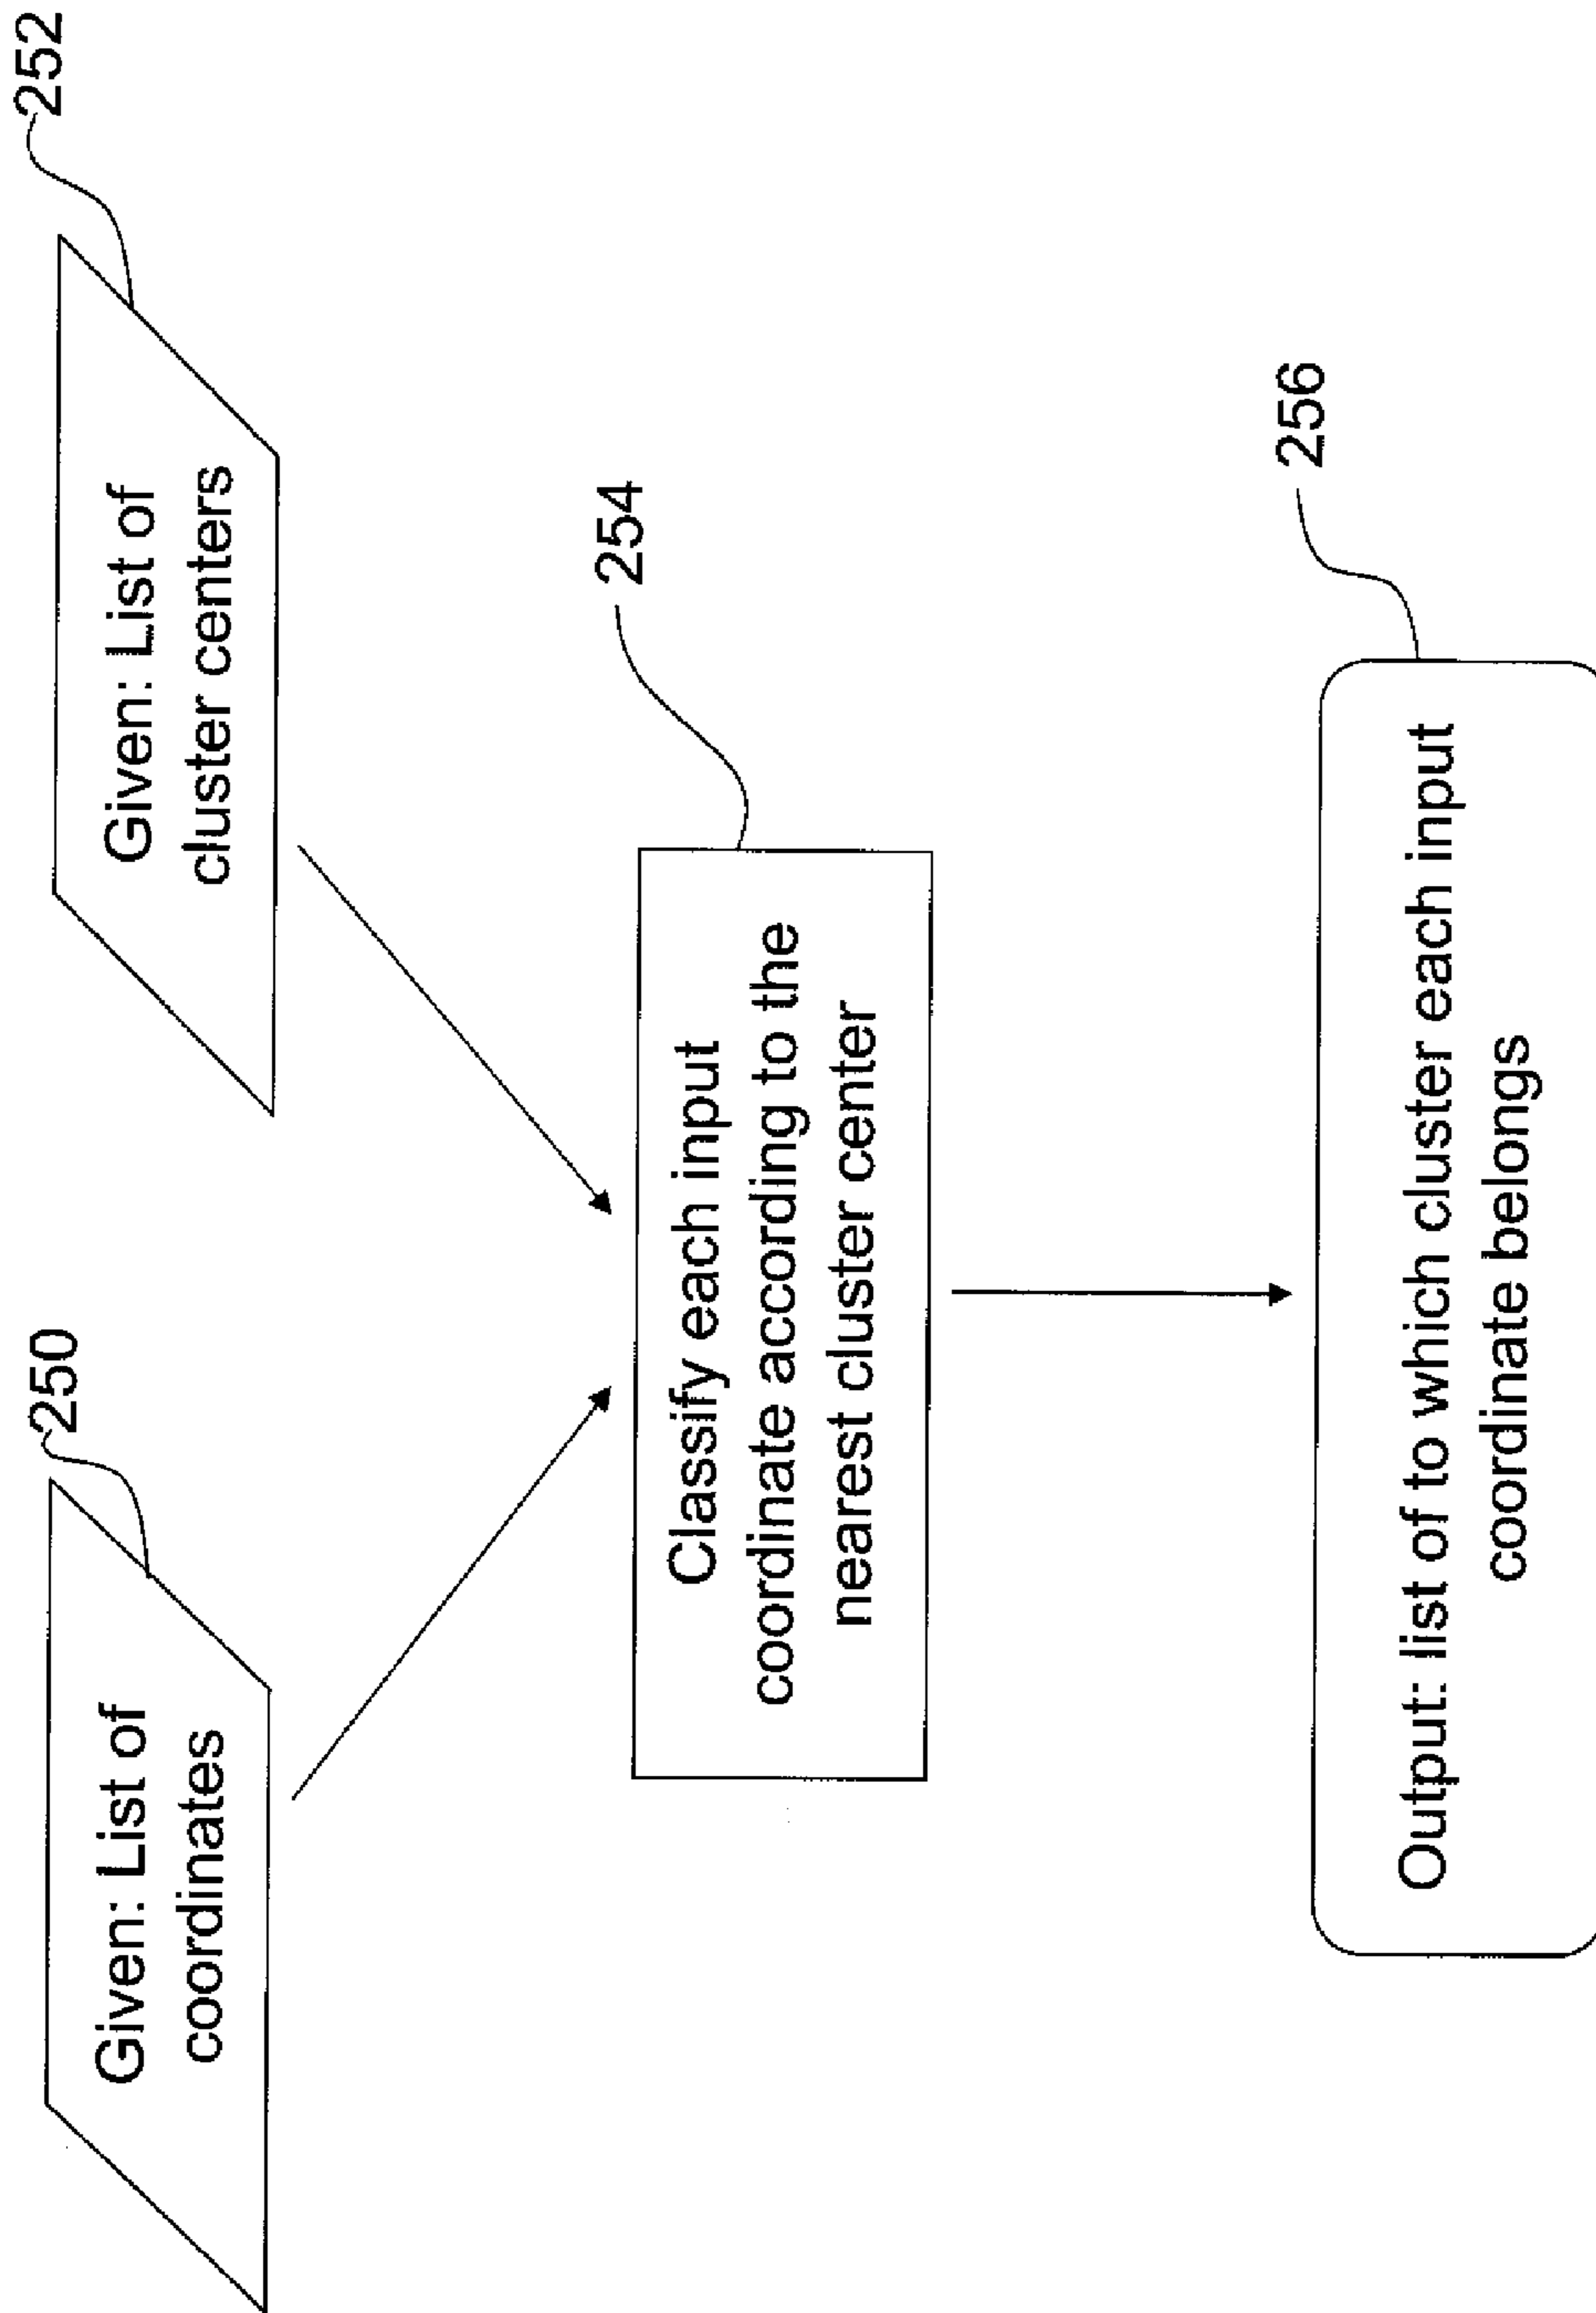 250
Given: List of
coordinates
252
Given: List of
cluster centers
254
Classify each input
coordinate according to the
nearest cluster center
256
Output: list of to which cluster each input
coordinate belongs